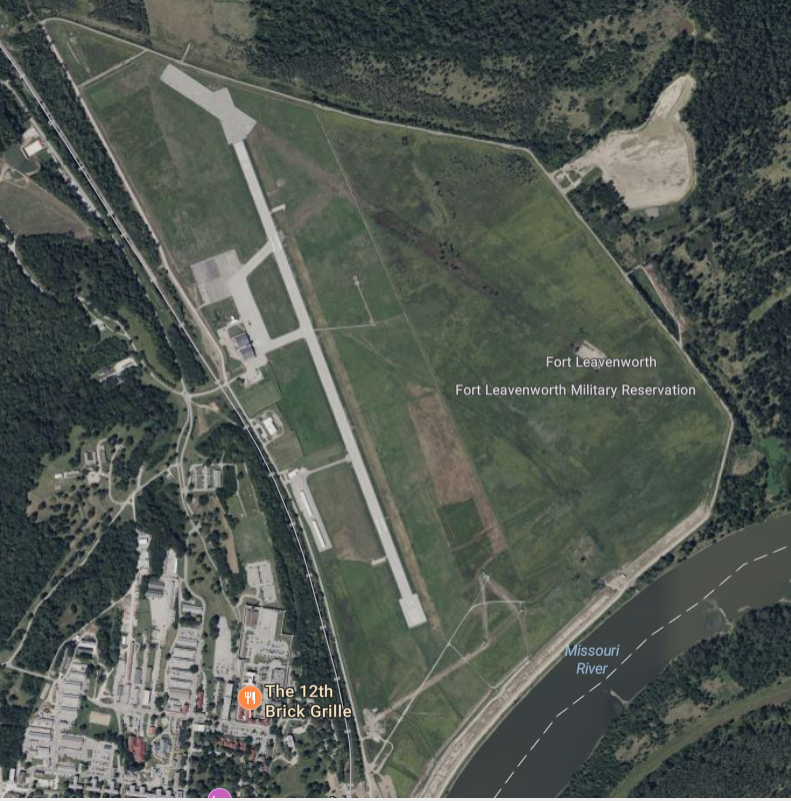 Fort Leavenworth
Fort Leavenworth Military Reservation
Missouri
River
The 12th
Brick Grille